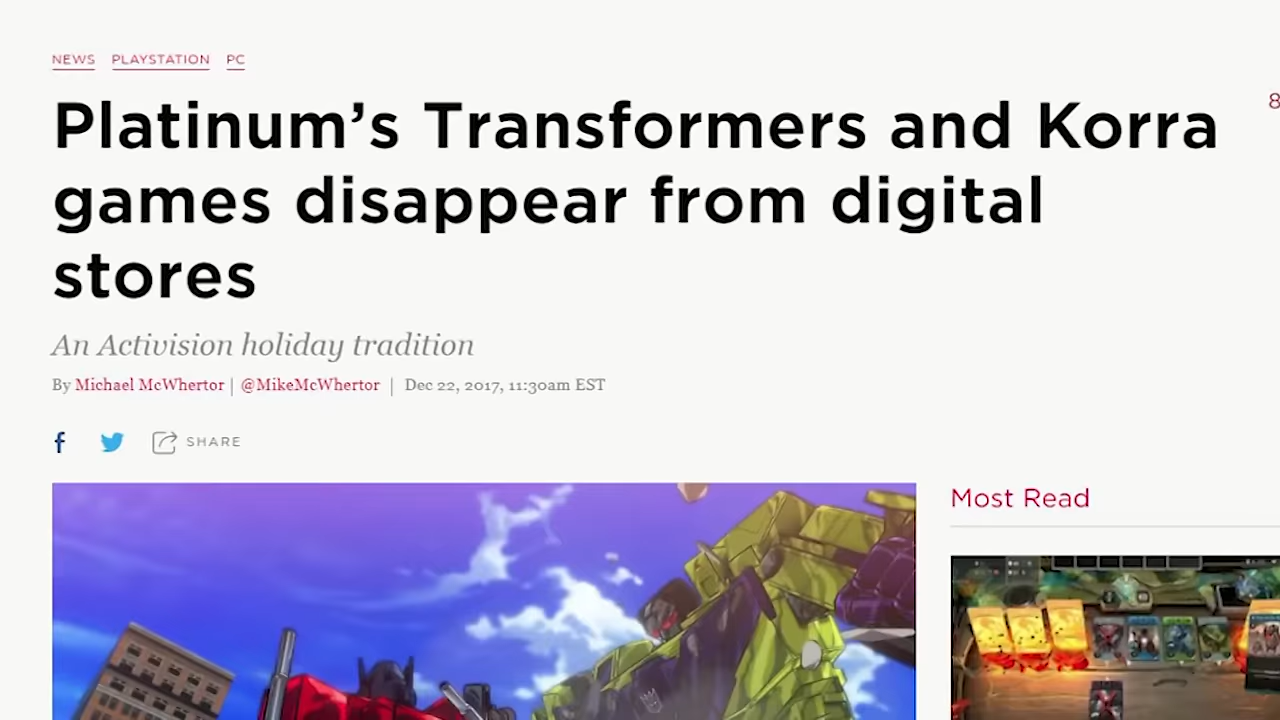 NEWS PLAYSTATION PC
Platinum's Transformers and Korra
games disappear from digital
stores
8
An Activision holiday tradition
By Michael McWhertor | @MikeMcWhertor | Dec 22, 2017, 11:30am EST
f SHARE
Most Read